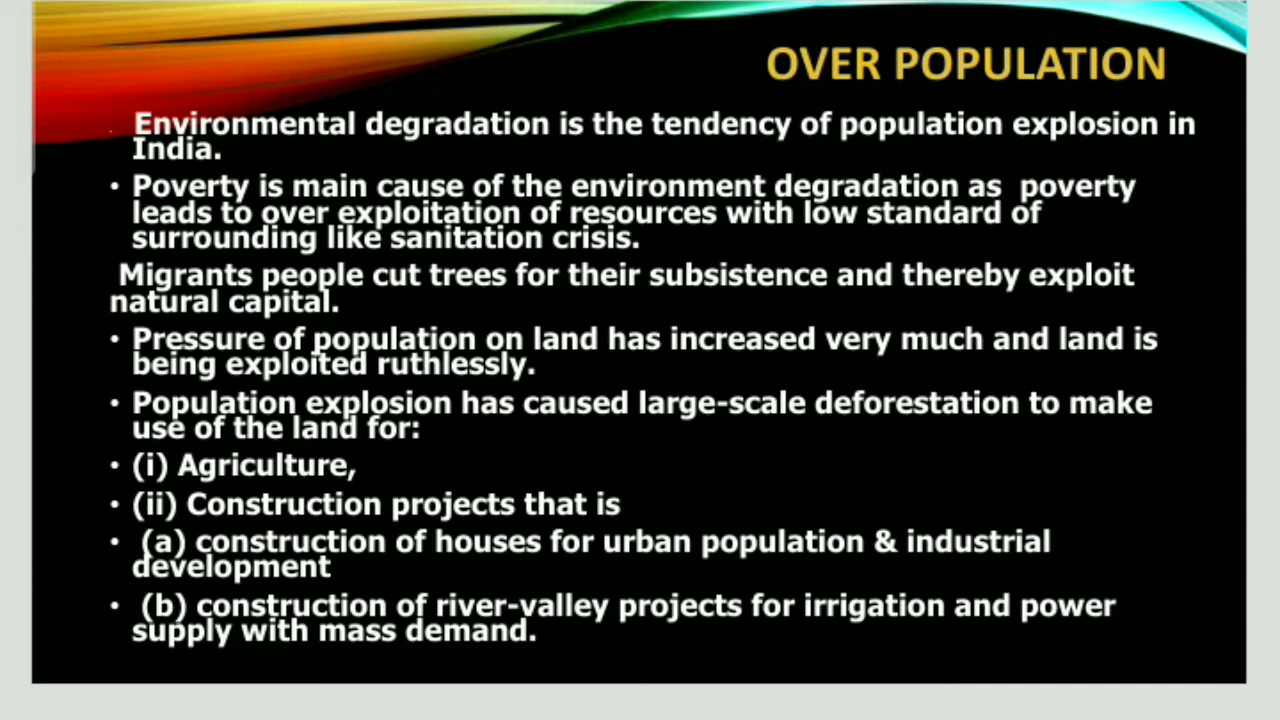 OVER POPULATION
Environmental degradation is the tendency of population explosion in
India.
• Poverty is main cause of the environment degradation as poverty
leads to over exploitation of resources with low standard of
surrounding like sanitation crisis.
Migrants people cut trees for their subsistence and thereby exploit
natural capital.
• Pressure of population on land has increased very much and land is
being exploited ruthlessly.
• Population explosion has caused large-scale deforestation to make
use of the land for:
• (i) Agriculture,
• (ii) Construction projects that is
• (a) construction of houses for urban population & industrial
development
• (b) construction of river-valley projects for irrigation and power
supply with mass demand.